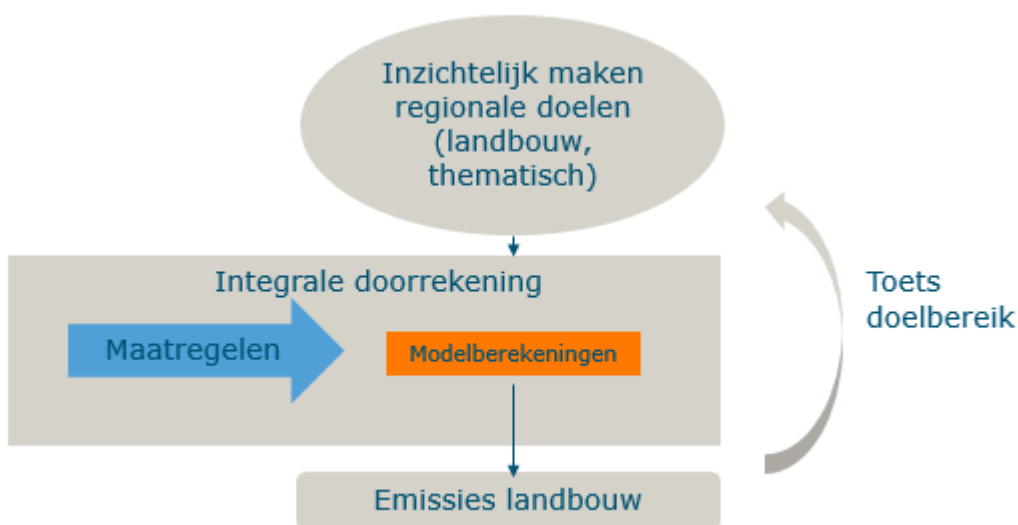 Inzichtelijk maken
regionale doelen
(landbouw,
thematisch)
Integrale doorrekening
Maatregelen
Modelberekeningen
Toets
doelbereik
Emissies landbouw